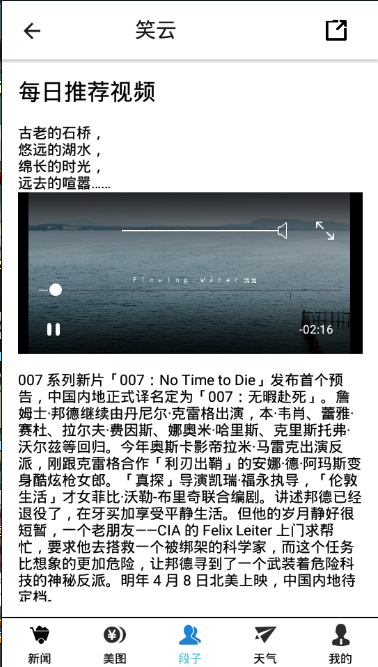 笑云
每日推荐视频
古老的石桥，
悠远的湖水，
绵长的时光，
远去的喧嚣……
Flowing Water 流淌
-02:16
007 系列新片「007：No Time to Die」发布首个预
告，中国内地正式译名定为「007：无暇赴死」。詹
姆士·邦德继续由丹尼尔·克雷格出演，本·韦肖、蕾雅·
赛杜、拉尔夫·费因斯、娜奥米·哈里斯、克里斯托弗·
沃尔兹等回归。今年奥斯卡影帝拉米·马雷克出演反
派，刚跟克雷格合作「利刃出鞘」的安娜·德·阿玛斯变
身酷炫枪女郎。「真探」导演凯瑞·福永执导，「伦敦
生活」才女菲比·沃勒-布里奇联合编剧。讲述邦德已经
退役了，在牙买加享受平静生活。但他的岁月静好很
短暂，一个老朋友——CIA 的 Felix Leiter 上门求帮
忙，要求他去搭救一个被绑架的科学家，而这个任务
比想象的更加危险，让邦德寻到了一个武装着危险科
技的神秘反派。明年 4 月 8 日北美上映，中国内地待
定档。
新闻
美图
段子
天气
我的